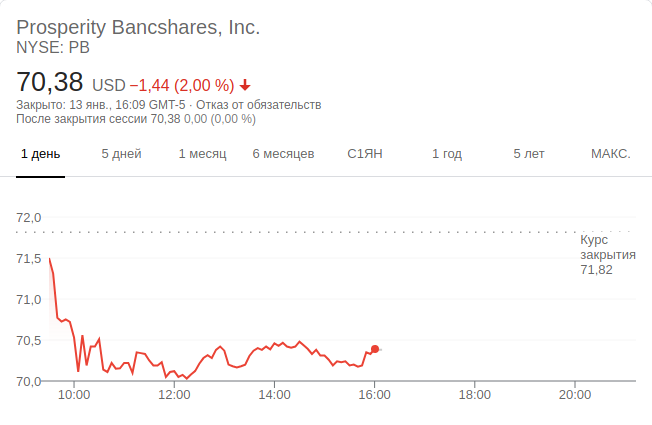 Prosperity Bancshares, Inc.
NYSE: PB
70,38 USD −1,44 (2,00 %)
Закрыто: 13 янв., 16:09 GMT-5 · Отказ от обязательств
После закрытия сессии 70,38 0,00 (0,00 %)
1 день 5 дней 1 месяц 6 месяцев С1ЯН 1 год 5 лет МАКС.
72,0
Курс
закрытия
71,82
71,5
71,0
70,5
70,0
10:00 12:00 14:00 16:00 18:00 20:00